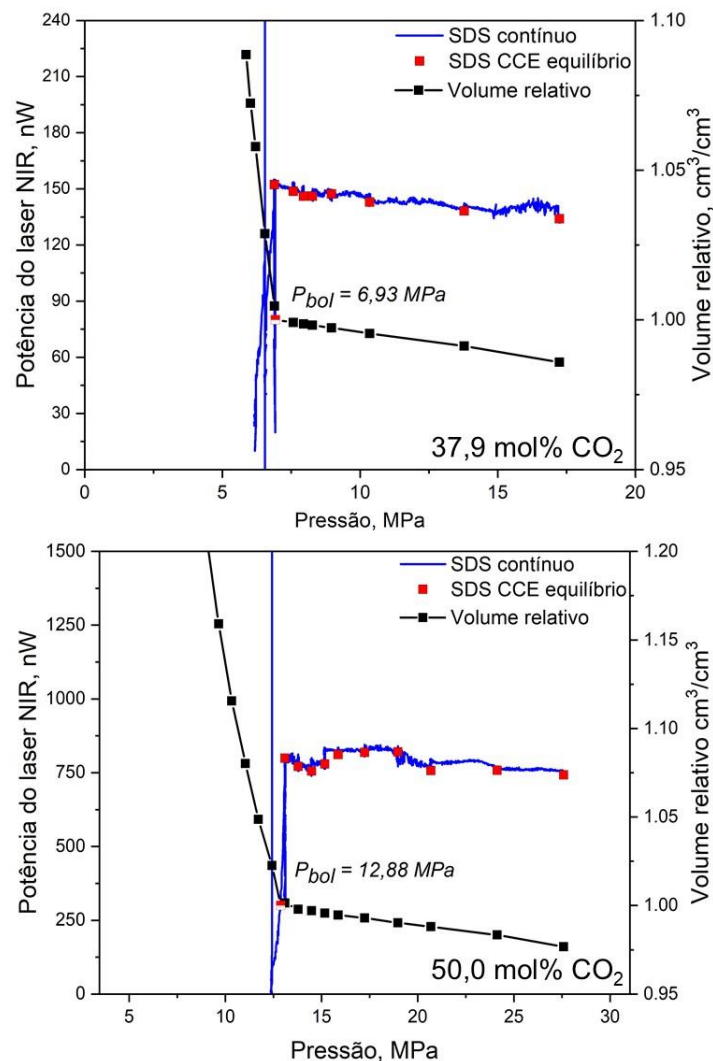 240
210
180
150
120
90
60
30
0
Potência do laser NIR, nW
SDS contínuo
SDS CCE equilíbrio
Volume relativo
P_bol = 6,93 MPa
37,9 mol% CO₂
1.10
1.05
1.00
0.95
Volume relativo, cm³/cm³
0 5 10 15 20
Pressão, MPa
1500
1250
1000
750
500
250
0
Potência do laser NIR, nW
SDS contínuo
SDS CCE equilíbrio
Volume relativo
P_bol = 12,88 MPa
50,0 mol% CO₂
1.20
1.15
1.10
1.05
1.00
0.95
Volume relativo cm³/cm³
5 10 15 20 25 30
Pressão, MPa